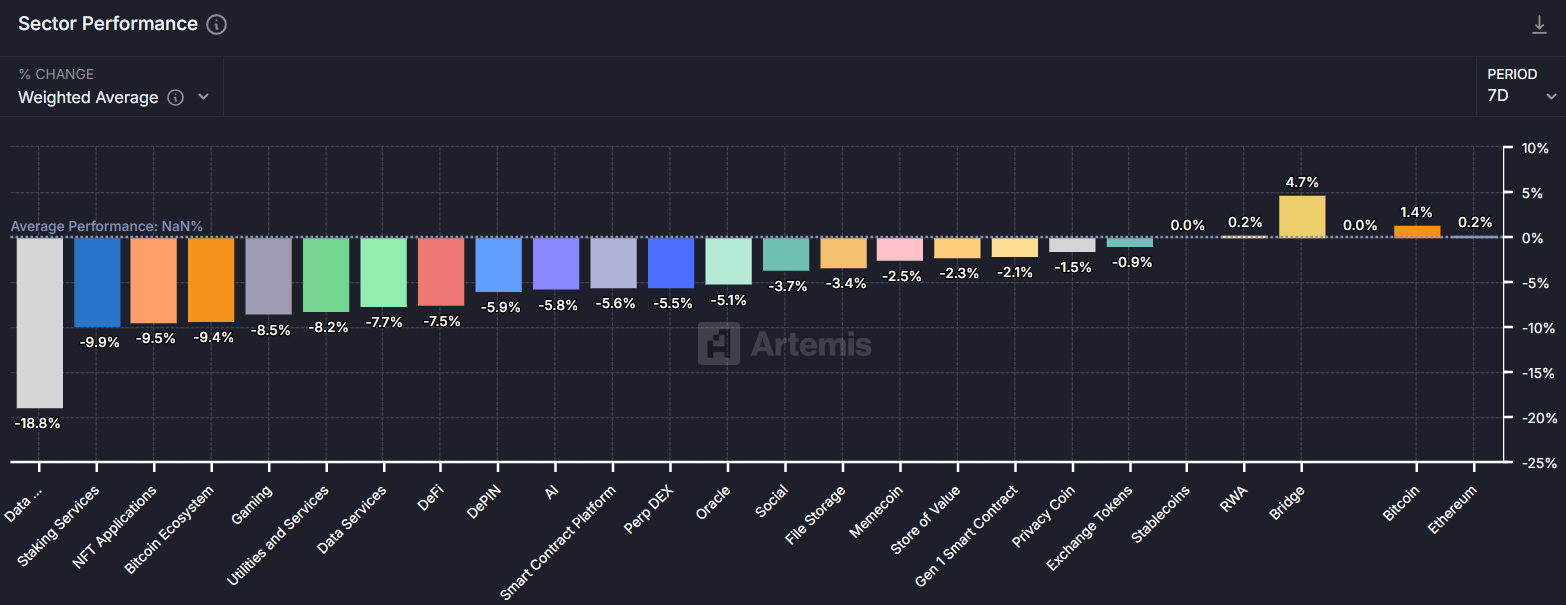 Sector Performance
% CHANGE
Weighted Average
PERIOD
7D
10%
5%
0%
-5%
-10%
-15%
-20%
-25%
Average Performance: NaN%
-18.8%
-9.9%
-9.5%
-9.4%
-8.5%
-8.2%
-7.7%
-7.5%
-5.9%
-5.8%
-5.6%
-5.5%
-5.1%
-3.7%
-3.4%
-2.5%
-2.3%
-2.1%
-1.5%
-0.9%
0.0%
0.2%
4.7%
0.0%
1.4%
0.2%
Artemis
Data ...
Staking Services
NFT Applications
Bitcoin Ecosystem
Gaming
Utilities and Services
Data Services
DeFi
DePIN
AI
Smart Contract Platform
Perp DEX
Oracle
Social
File Storage
Memecoin
Store of Value
Gen 1 Smart Contract
Privacy Coin
Exchange Tokens
Stablecoins
RWA
Bridge
Bitcoin
Ethereum